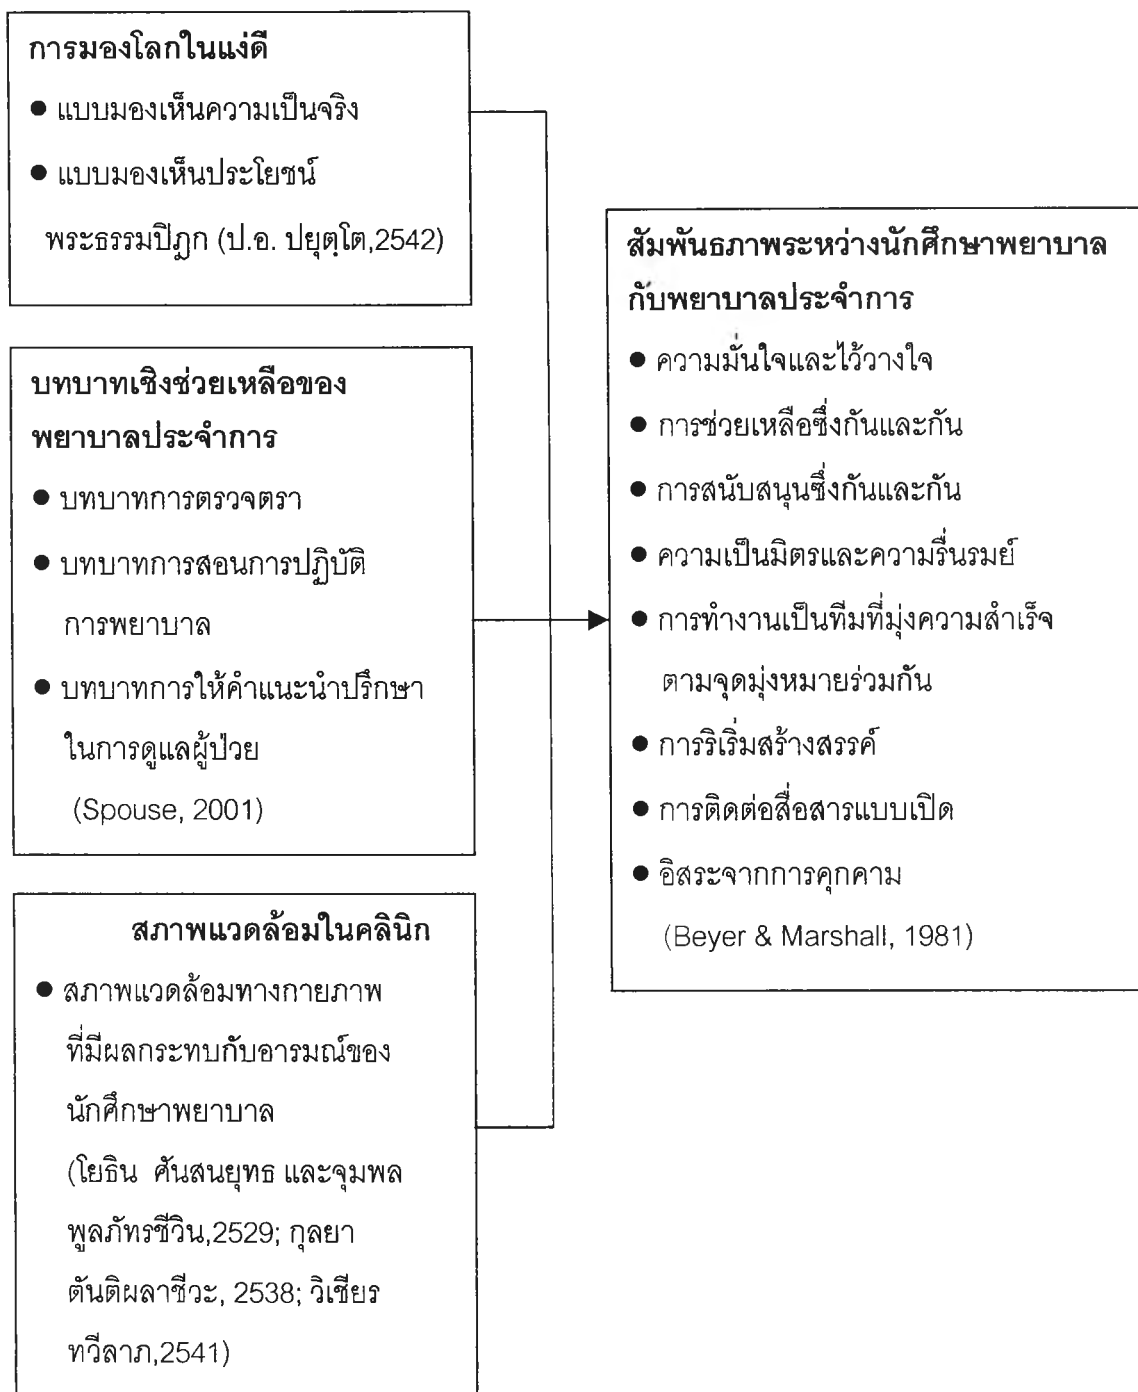 การมองโลกในแง่ดี
● แบบมองเห็นความเป็นจริง
● แบบมองเห็นประโยชน์
พระธรรมปิฎก (ป.อ. ปยุตฺโต,2542)
บทบาทเชิงช่วยเหลือของ
พยาบาลประจำการ
● บทบาทการตรวจตรา
● บทบาทการสอนการปฏิบัติ
การพยาบาล
● บทบาทการให้คำแนะนำปรึกษา
ในการดูแลผู้ป่วย
(Spouse, 2001)
สภาพแวดล้อมในคลินิก
● สภาพแวดล้อมทางกายภาพ
ที่มีผลกระทบกับอารมณ์ของ
นักศึกษาพยาบาล
(โยธิน ศันสนยุทธ และจุมพล
พูลภัทรชีวิน,2529; กุลยา
ตันติผลาชีวะ, 2538; วิเชียร
ทวีลาภ,2541)
สัมพันธภาพระหว่างนักศึกษาพยาบาล
กับพยาบาลประจำการ
● ความมั่นใจและไว้วางใจ
● การช่วยเหลือซึ่งกันและกัน
● การสนับสนุนซึ่งกันและกัน
● ความเป็นมิตรและความรื่นรมย์
● การทำงานเป็นทีมที่มุ่งความสำเร็จ
ตามจุดมุ่งหมายร่วมกัน
● การริเริ่มสร้างสรรค์
● การติดต่อสื่อสารแบบเปิด
● อิสระจากการคุกคาม
(Beyer & Marshall, 1981)